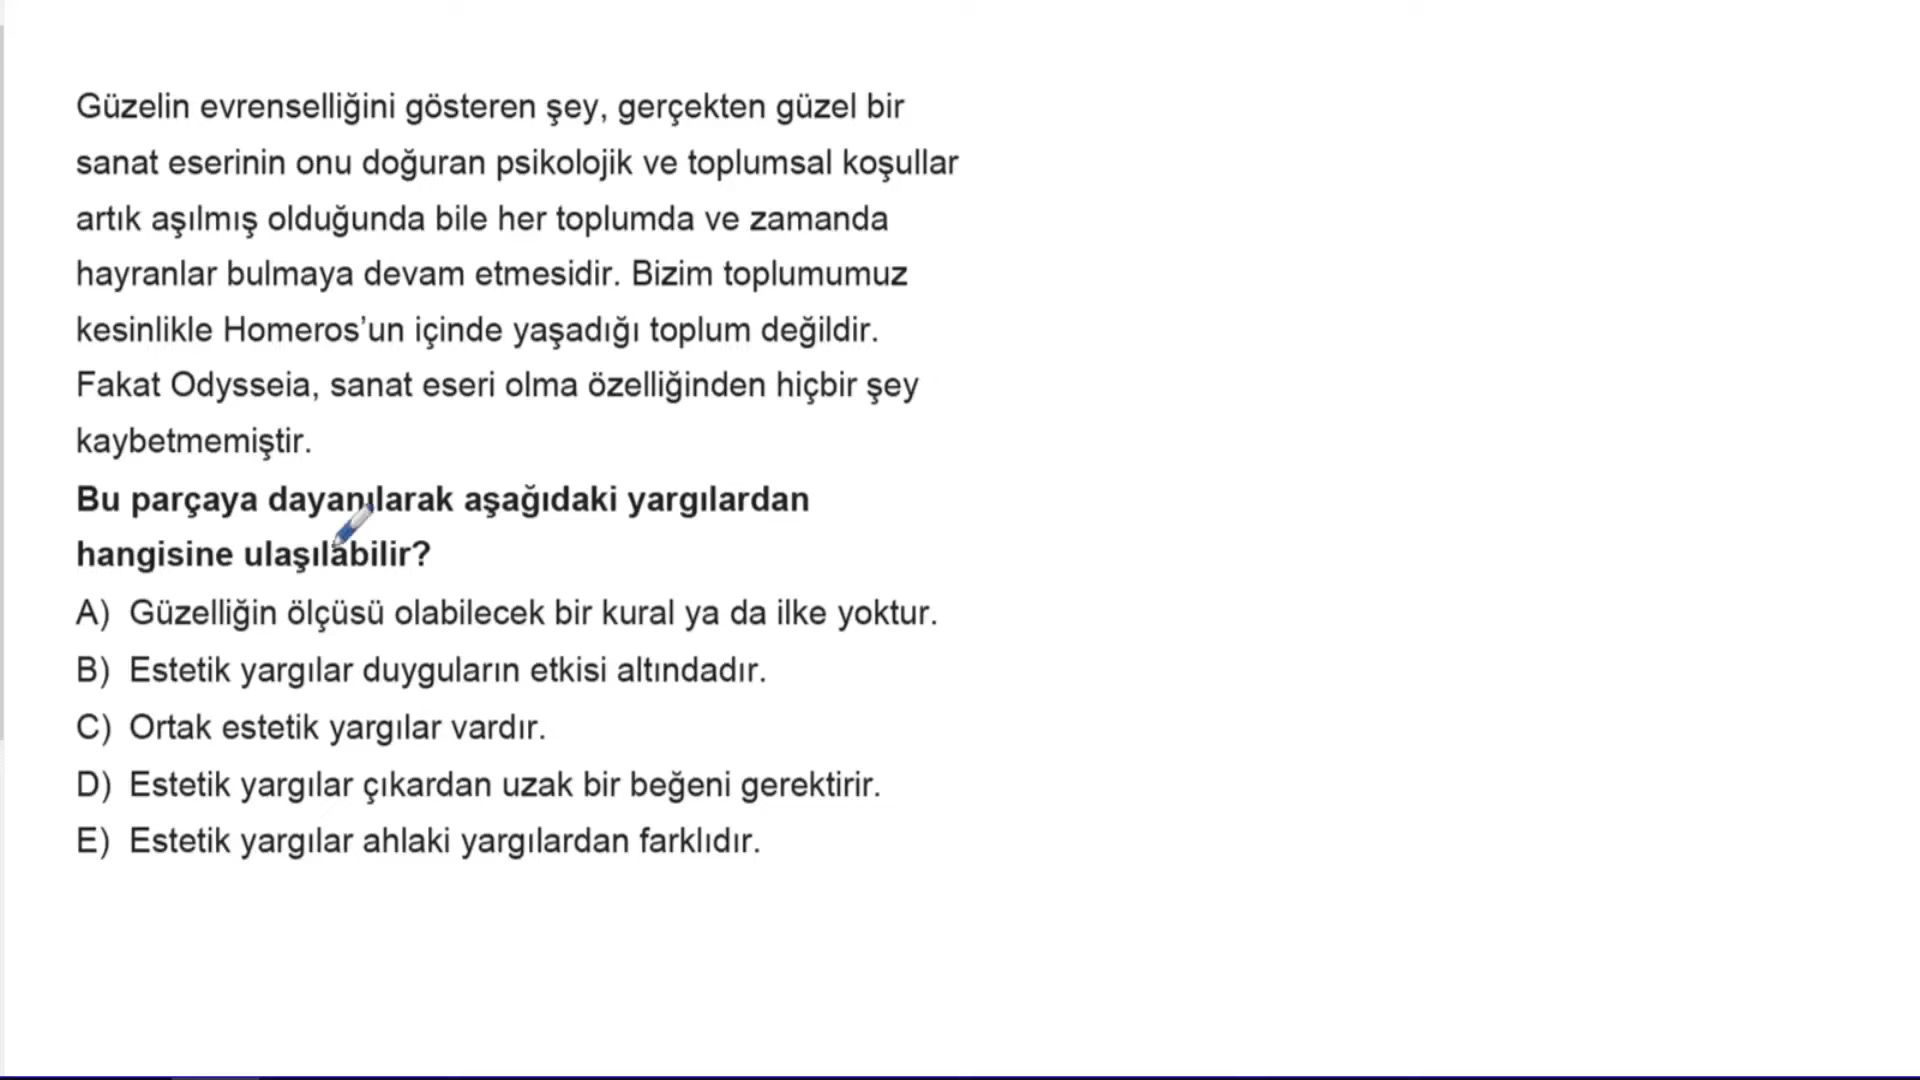 Güzelin evrenselliğini gösteren şey, gerçekten güzel bir
sanat eserinin onu doğuran psikolojik ve toplumsal koşullar
artık aşılmış olduğunda bile her toplumda ve zamanda
hayranlar bulmaya devam etmesidir. Bizim toplumumuz
kesinlikle Homeros’un içinde yaşadığı toplum değildir.
Fakat Odysseia, sanat eseri olma özelliğinden hiçbir şey
kaybetmemiştir.
Bu parçaya dayanılarak aşağıdaki yargılardan
hangisine ulaşılabilir?
A) Güzelliğin ölçüsü olabilecek bir kural ya da ilke yoktur.
B) Estetik yargılar duyguların etkisi altındadır.
C) Ortak estetik yargılar vardır.
D) Estetik yargılar çıkardan uzak bir beğeni gerektirir.
E) Estetik yargılar ahlaki yargılardan farklıdır.